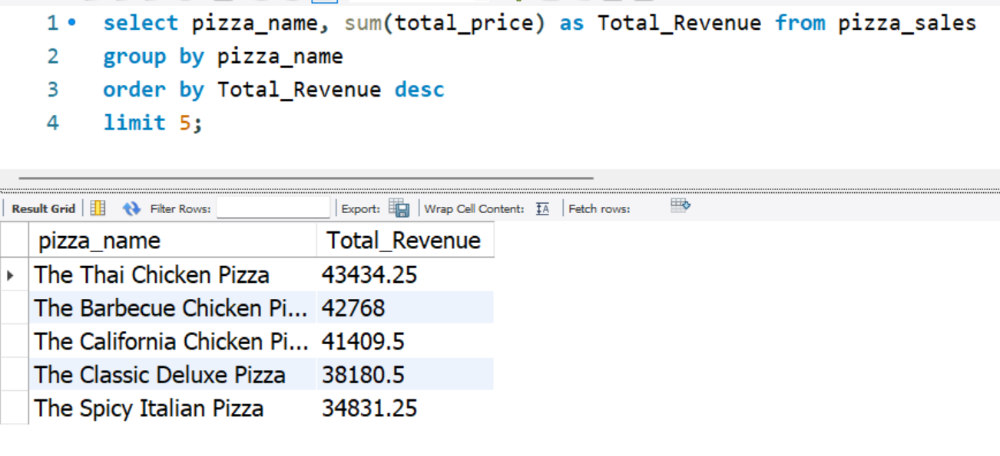 1 select pizza_name, sum(total_price) as Total_Revenue from pizza_sales
2 group by pizza_name
3 order by Total_Revenue desc
4 limit 5;
Result Grid Filter Rows: Export: Wrap Cell Content: Fetch rows:
pizza_name Total_Revenue
The Thai Chicken Pizza 43434.25
The Barbecue Chicken Pi... 42768
The California Chicken Pi... 41409.5
The Classic Deluxe Pizza 38180.5
The Spicy Italian Pizza 34831.25